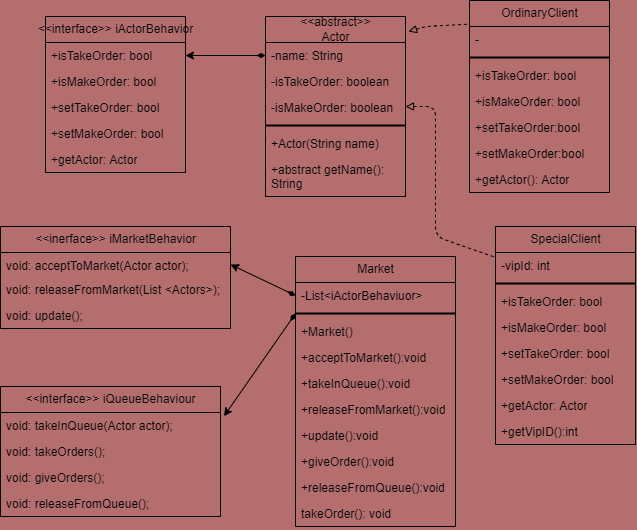 <<interface>> iActorBehavior
+isTakeOrder: bool
+isMakeOrder: bool
+setTakeOrder: bool
+setMakeOrder: bool
+getActor: Actor
<<abstract>>
Actor
-name: String
-isTakeOrder: boolean
-isMakeOrder: boolean
+Actor(String name)
+abstract getName():
String
OrdinaryClient
-
+isTakeOrder: bool
+isMakeOrder: bool
+setTakeOrder:bool
+setMakeOrder:bool
+getActor(): Actor
<<inerface>> iMarketBehavior
void: acceptToMarket(Actor actor);
void: releaseFromMarket(List <Actors>);
void: update();
Market
-List<iActorBehaviuor>
+Market()
+acceptToMarket():void
+takeInQueue():void
+releaseFromMarket():void
+update():void
+giveOrder():void
+releaseFromQueue():void
takeOrder(): void
SpecialClient
-vipId: int
+isTakeOrder: bool
+isMakeOrder: bool
+setTakeOrder: bool
+setMakeOrder: bool
+getActor: Actor
+getVipID():int
<<interface>> iQueueBehaviour
void: takeInQueue(Actor actor);
void: takeOrders();
void: giveOrders();
void: releaseFromQueue();